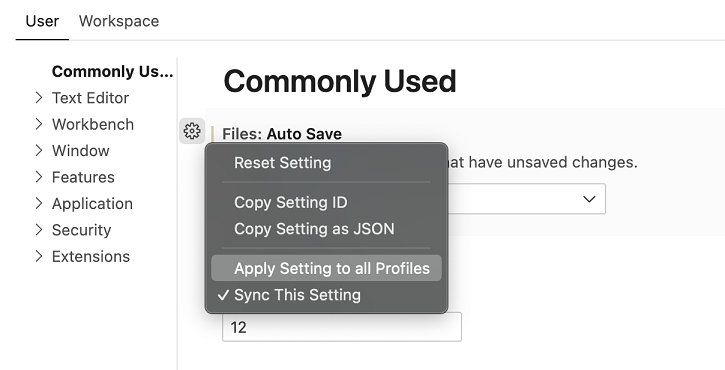 User Workspace
Commonly Us...
Text Editor
Workbench
Window
Features
Application
Security
Extensions
Commonly Used
Files: Auto Save
hat have unsaved changes.
Reset Setting
Copy Setting ID
Copy Setting as JSON
Apply Setting to all Profiles
Sync This Setting
12